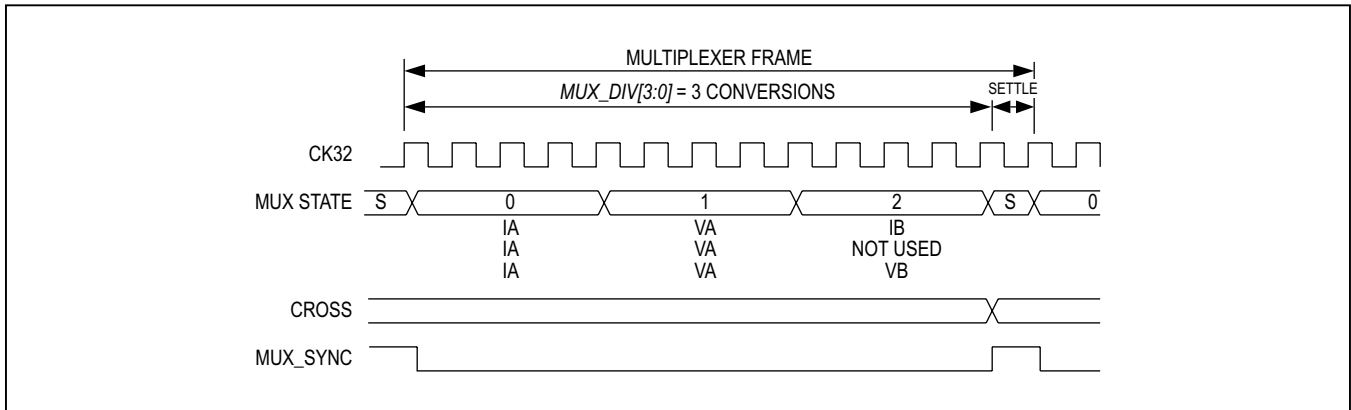 MULTIPLEXER FRAME
MUX_DIV[3:0] = 3 CONVERSIONS SETTLE
CK32
MUX STATE S 0 1 2 S 0
IA VA IB
IA VA NOT USED
IA VA VB
CROSS
MUX_SYNC